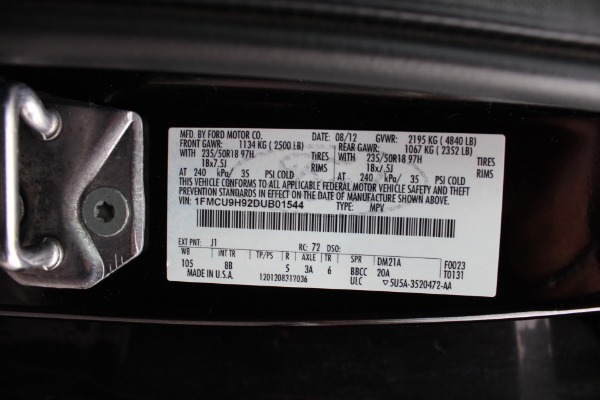 MFD. BY FORD MOTOR CO. DATE: 08/12 GVWR: 2195 KG ( 4840 LB)
FRONT GAWR: 1134 KG ( 2500 LB) REAR GAWR: 1067 KG ( 2352 LB)
WITH 235/50R18 97H TIRES WITH 235/50R18 97H TIRES
18x7.5J RIMS 18x7.5J RIMS
AT 240 kPa/ 35 PSI COLD AT 240 kPa/ 35 PSI COLD
THIS VEHICLE CONFORMS TO ALL APPLICABLE FEDERAL MOTOR VEHICLE SAFETY AND THEFT
PREVENTION STANDARDS IN EFFECT ON THE DATE OF MANUFACTURE SHOWN ABOVE.
VIN: 1FMCU9H92DUB01544
TYPE: MPV
EXT PNT: J1 RC: 72 DSO:
WB INT TR TP/PS R AXLE TR SPR DM21A F0023
105 8B 5 3A 6 BBCC 20A T0131
MADE IN U.S.A. 1201208312036 ULC ▽5U5A-3520472-AA